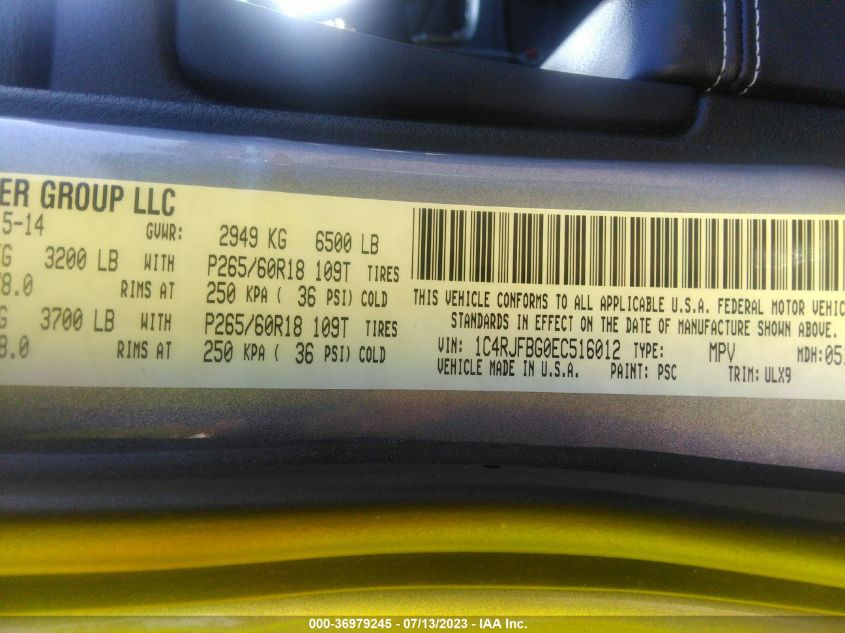 ER GROUP LLC
5-14 GVWR: 2949 KG 6500 LB
G 3200 LB WITH P265/60R18 109T TIRES
8.0 RIMS AT 250 KPA ( 36 PSI) COLD
G 3700 LB WITH P265/60R18 109T TIRES
8.0 RIMS AT 250 KPA ( 36 PSI) COLD
THIS VEHICLE CONFORMS TO ALL APPLICABLE U.S.A. FEDERAL MOTOR VEHIC
STANDARDS IN EFFECT ON THE DATE OF MANUFACTURE SHOWN ABOVE.
VIN: 1C4RJFBG0EC516012 TYPE: MPV MDH:05
VEHICLE MADE IN U.S.A. PAINT: PSC TRIM: ULX9
000-36979245 - 07/13/2023 - IAA Inc.